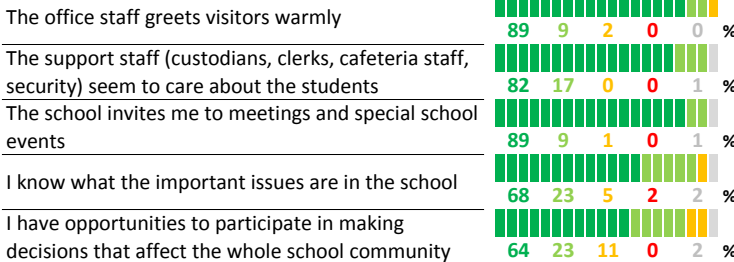 The office staff greets visitors warmly
89 9 2 0 0 %
The support staff (custodians, clerks, cafeteria staff,
security) seem to care about the students
82 17 0 0 1 %
The school invites me to meetings and special school
events
89 9 1 0 1 %
I know what the important issues are in the school
68 23 5 2 2 %
I have opportunities to participate in making
decisions that affect the whole school community
64 23 11 0 2 %